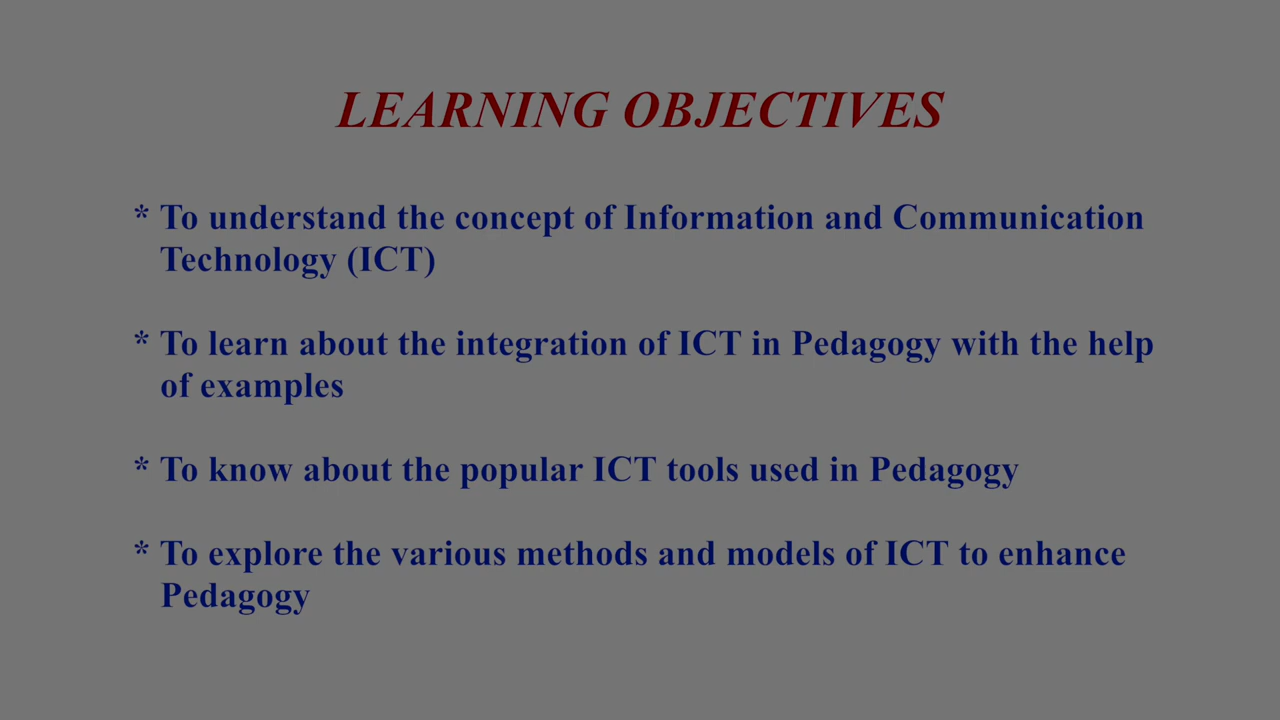 LEARNING OBJECTIVES
* To understand the concept of Information and Communication
Technology (ICT)
* To learn about the integration of ICT in Pedagogy with the help
of examples
* To know about the popular ICT tools used in Pedagogy
* To explore the various methods and models of ICT to enhance
Pedagogy